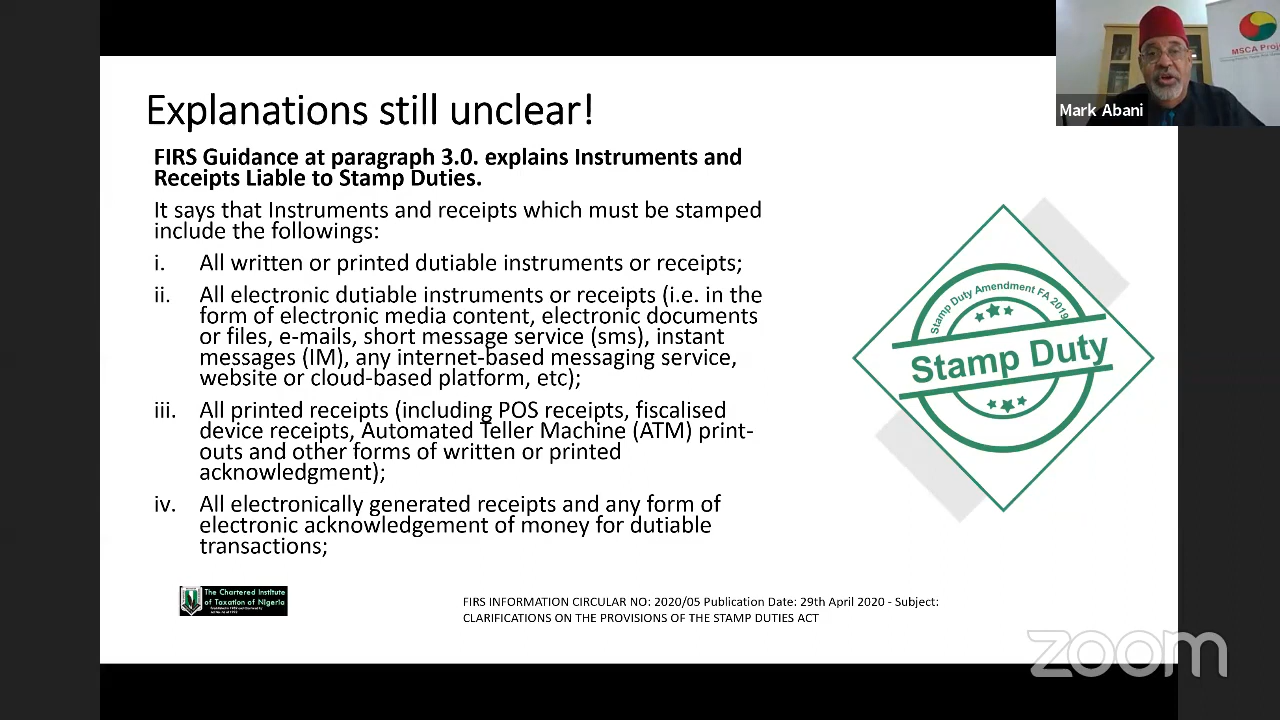 MSCA Proj
Mark Abani
Explanations still unclear!
FIRS Guidance at paragraph 3.0. explains Instruments and
Receipts Liable to Stamp Duties.
It says that Instruments and receipts which must be stamped
include the followings:
i. All written or printed dutiable instruments or receipts;
ii. All electronic dutiable instruments or receipts (i.e. in the
form of electronic media content, electronic documents
or files, e-mails, short message service (sms), instant
messages (IM), any internet-based messaging service,
website or cloud-based platform, etc);
iii. All printed receipts (including POS receipts, fiscalised
device receipts, Automated Teller Machine (ATM) print-
outs and other forms of written or printed
acknowledgment);
iv. All electronically generated receipts and any form of
electronic acknowledgement of money for dutiable
transactions;
Stamp Duty Amendment FA 2019
Stamp Duty
The Chartered Institute
of Taxation of Nigeria
FIRS INFORMATION CIRCULAR NO: 2020/05 Publication Date: 29th April 2020 - Subject:
CLARIFICATIONS ON THE PROVISIONS OF THE STAMP DUTIES ACT
zoom